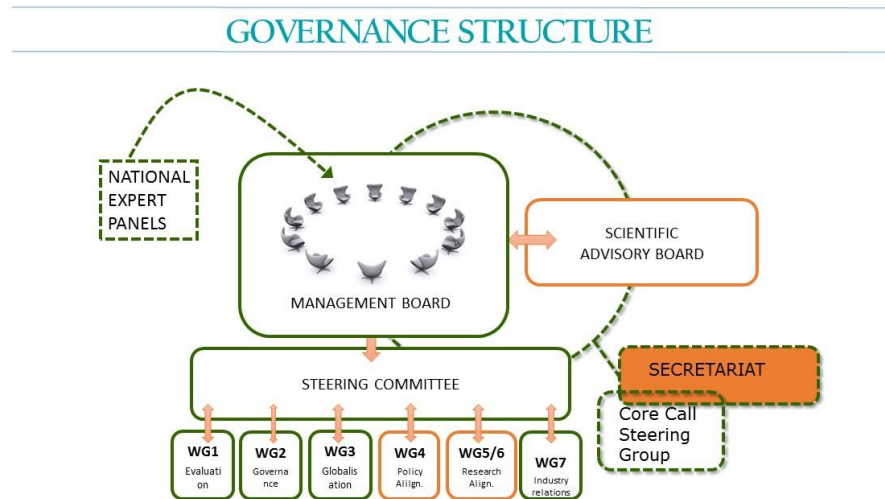 GOVERNANCE STRUCTURE
NATIONAL
EXPERT
PANELS
SCIENTIFIC
ADVISORY BOARD
MANAGEMENT BOARD
STEERING COMMITTEE
SECRETARIAT
Core Call
Steering
Group
WG1
Evaluati
on
WG2
Governa
nce
WG3
Globalis
ation
WG4
Policy
Alilgn.
WG5/6
Research
Align.
WG7
Industry
relations